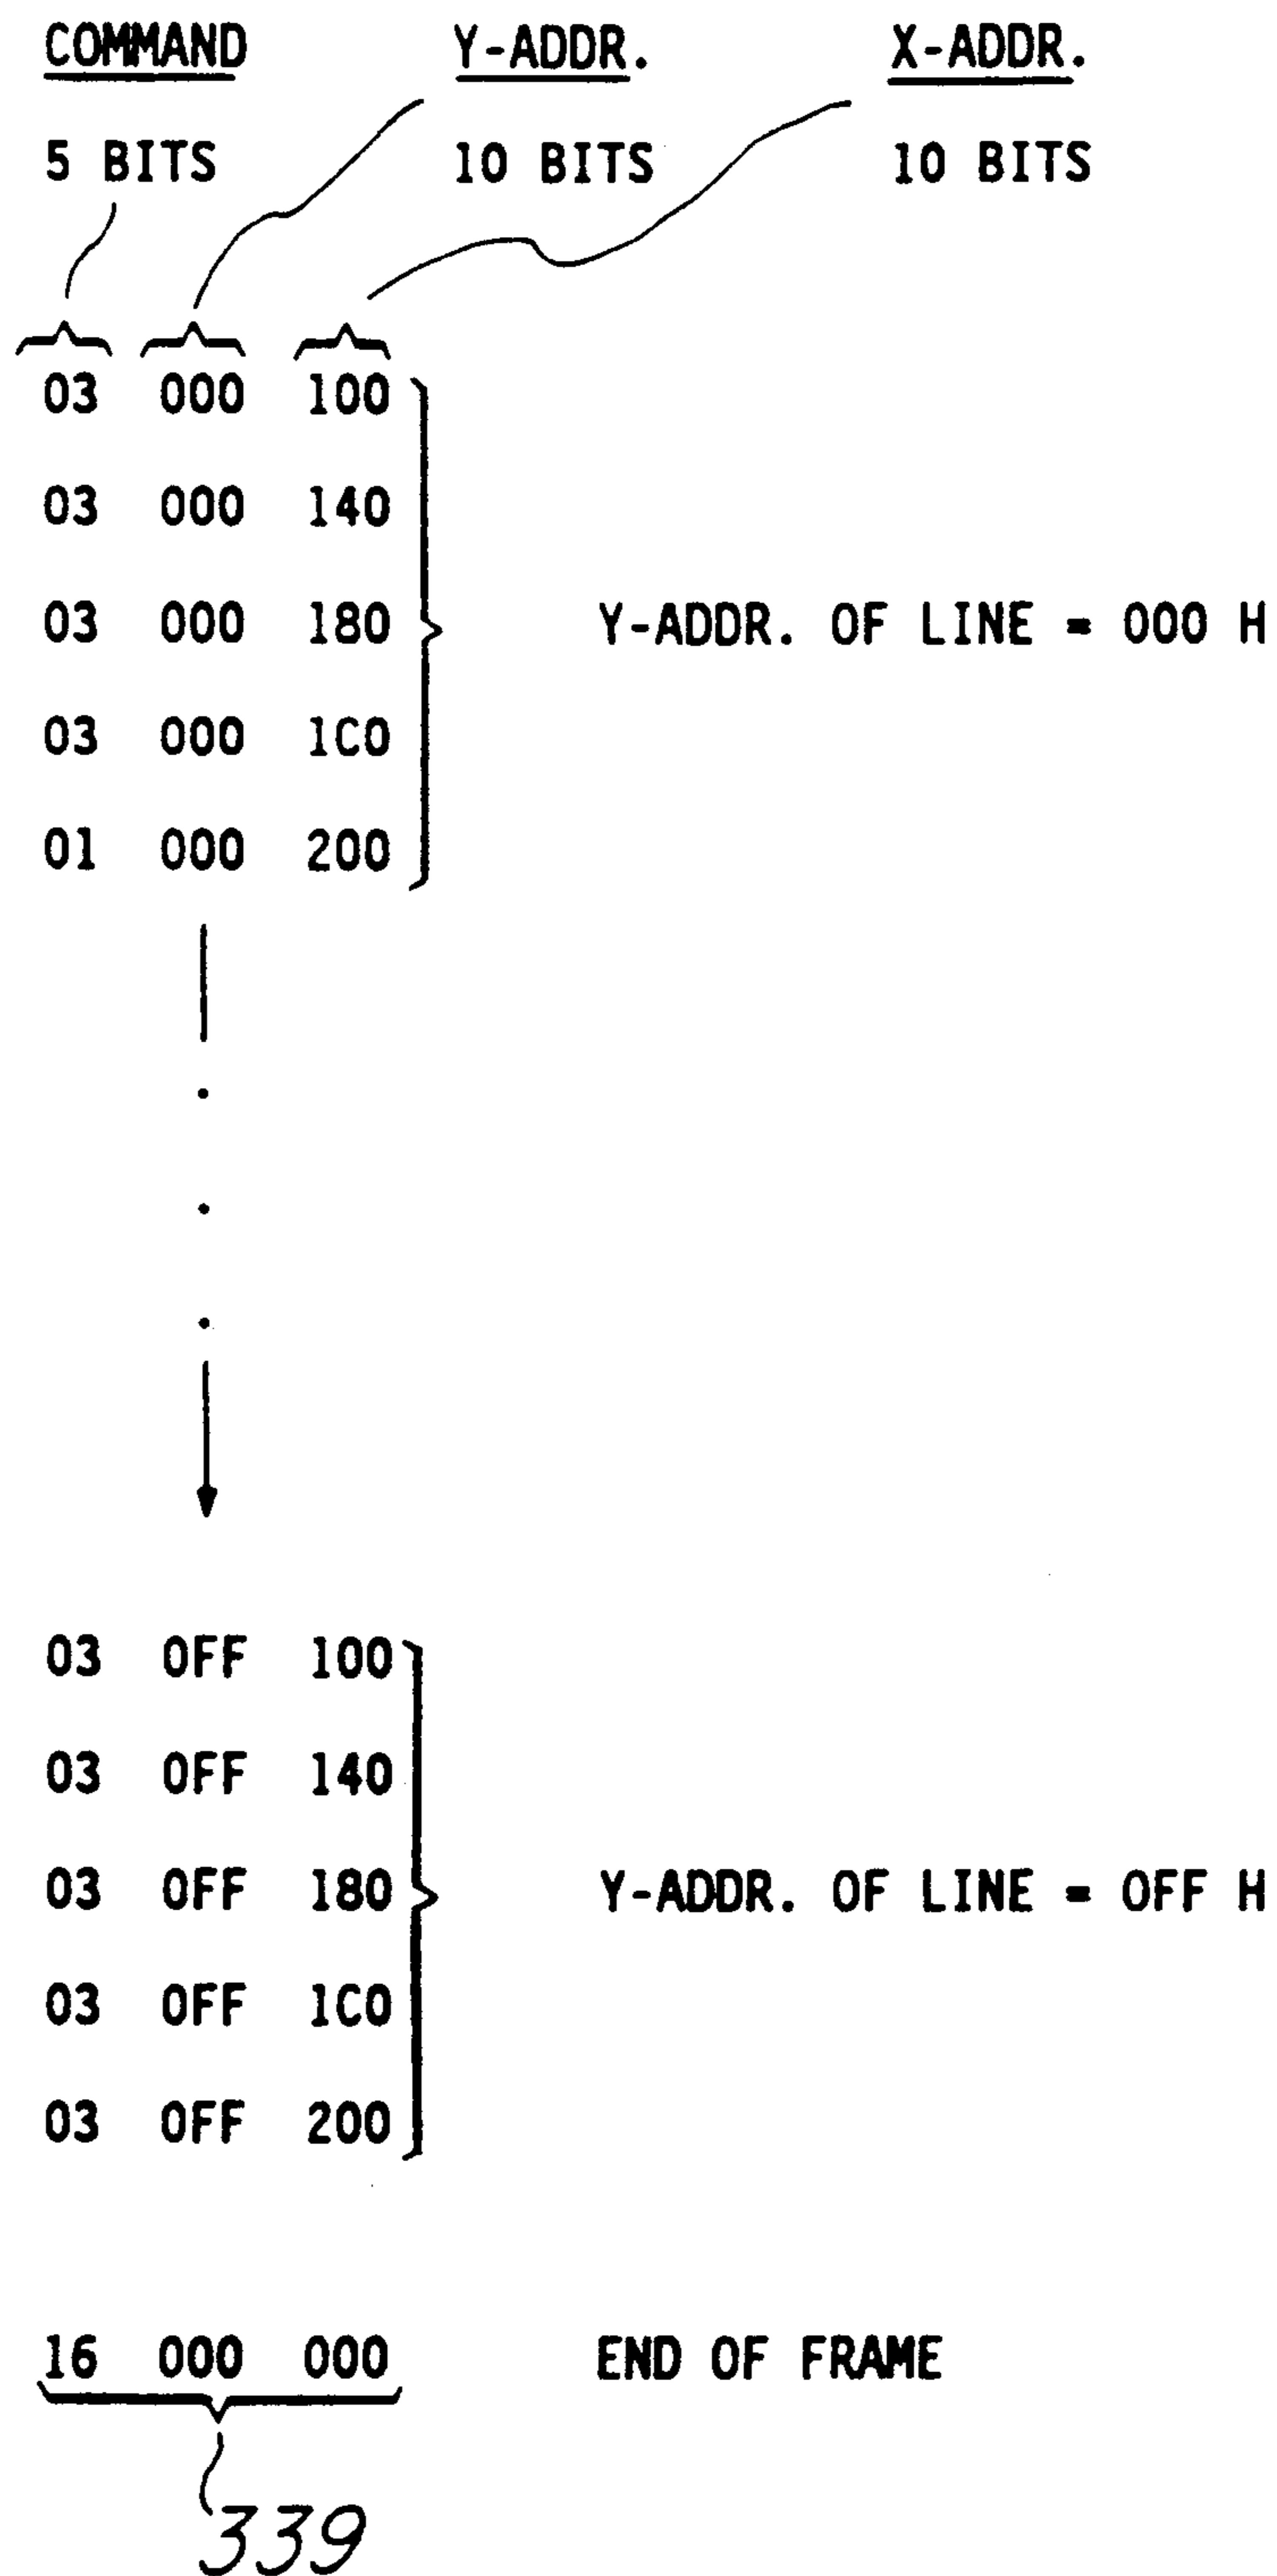 COMMAND Y-ADDR. X-ADDR.
5 BITS 10 BITS 10 BITS
03 000 100
03 000 140
03 000 180 Y-ADDR. OF LINE = 000 H
03 000 1C0
01 000 200
03 0FF 100
03 0FF 140
03 0FF 180 Y-ADDR. OF LINE = 0FF H
03 0FF 1C0
03 0FF 200
16 000 000 END OF FRAME
339